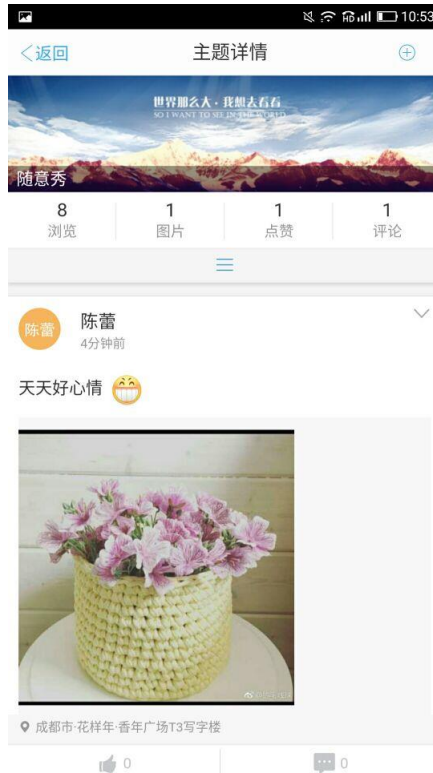 HD 10:53
返回
主题详情
世界那么大·我想去看看
SO I WANT TO SEE IN THE WORLD
随意秀
8
1
1
1
浏览
图片
点赞
评论
陈蕾
陈蕾
4分钟前
天天好心情
成都市·花样年·香年广场T3写字楼
0
0